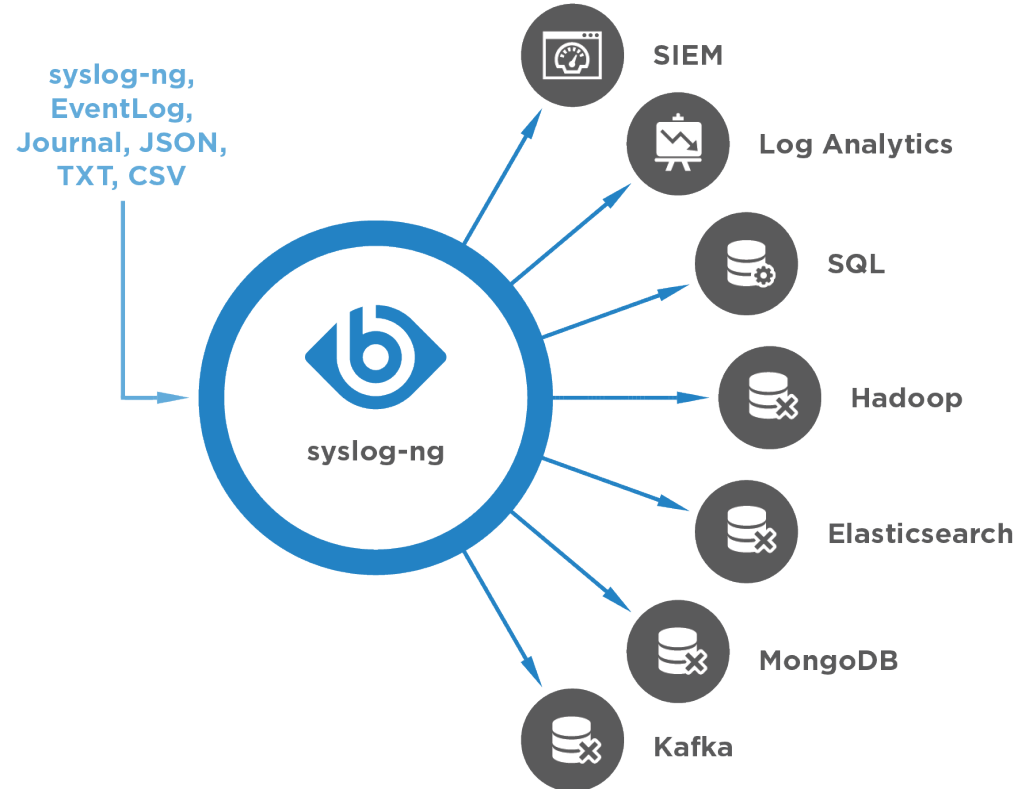 syslog-ng,
EventLog,
Journal, JSON,
TXT, CSV
syslog-ng
SIEM
Log Analytics
SQL
Hadoop
Elasticsearch
MongoDB
Kafka